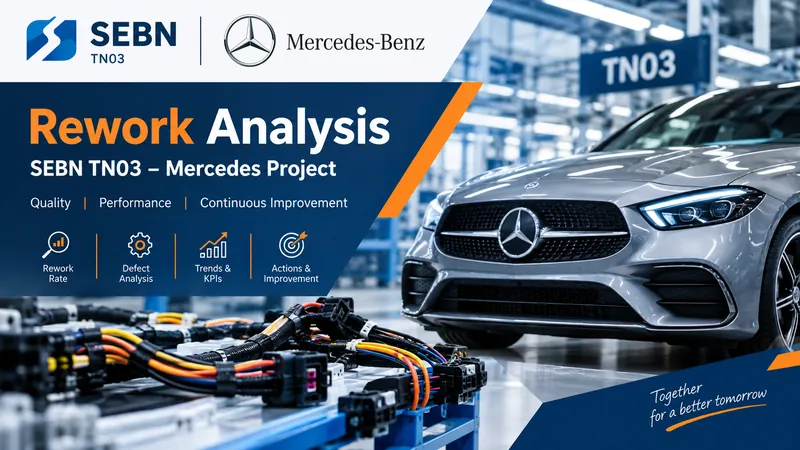 SEBN
TN03
Mercedes-Benz
TN03
Rework Analysis
SEBN TN03 – Mercedes Project
Quality | Performance | Continuous Improvement
Rework
Rate
Defect
Analysis
Trends &
KPIs
Actions &
Improvement
Together
for a better tomorrow